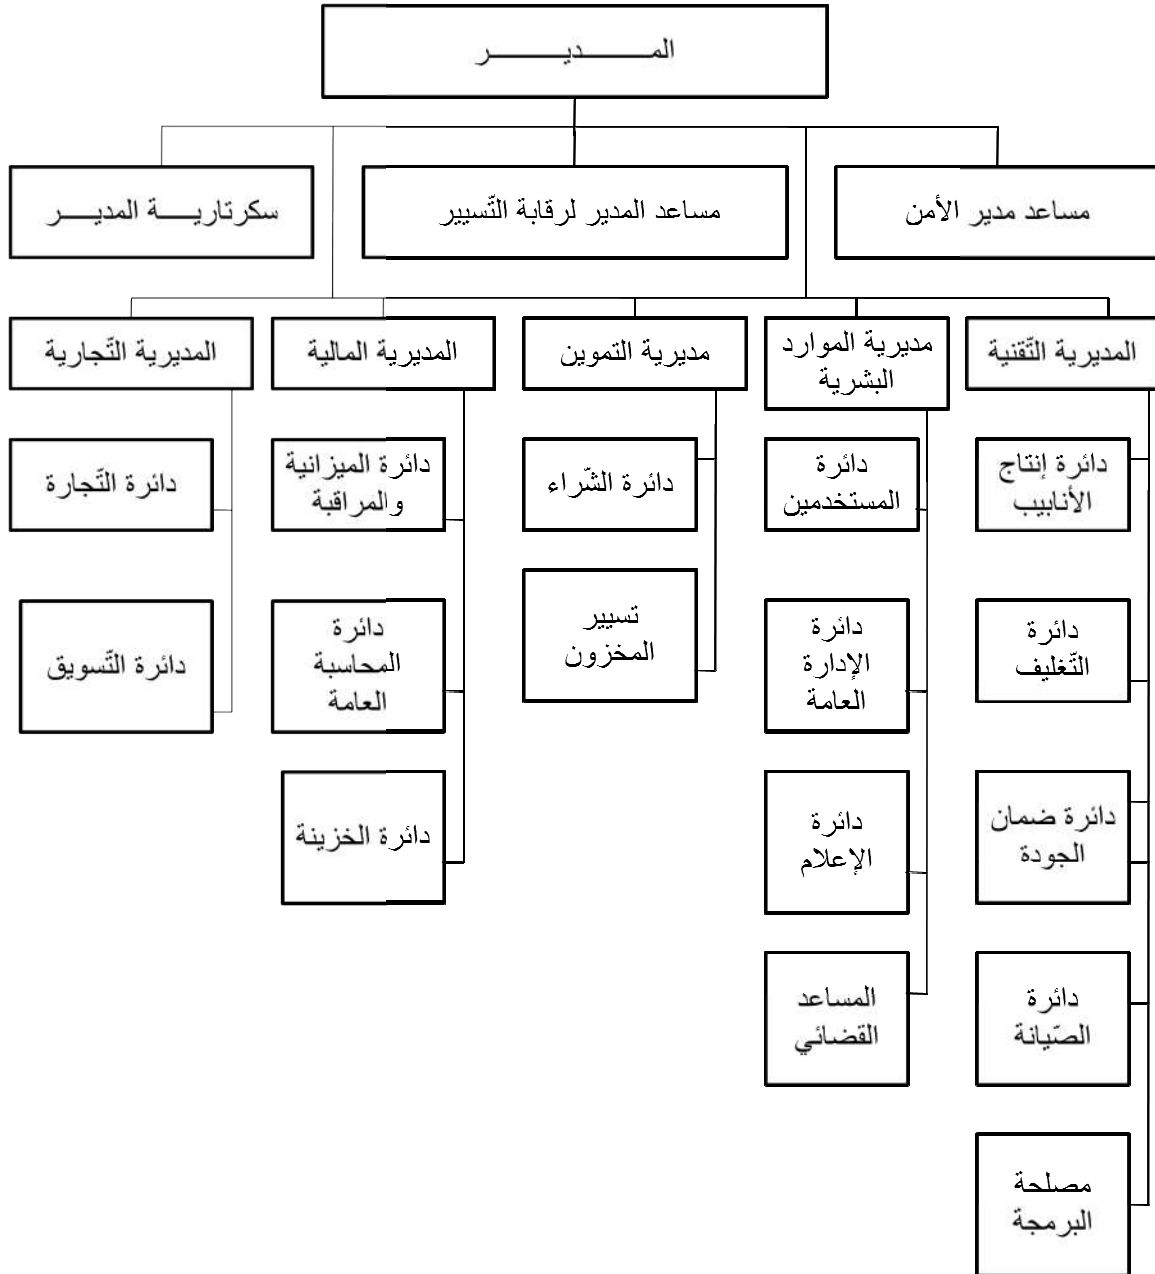 المـــــــديـــــــر
مساعد مدير الأمن
مساعد المدير لرقابة التّسيير
سكرتاريــــة المديـــر
المديرية التّقنية
مديرية الموارد
البشرية
مديرية التموين
المديرية المالية
المديرية التّجارية
دائرة إنتاج
الأنابيب
دائرة
المستخدمين
دائرة الشّراء
دائرة الميزانية
والمراقبة
دائرة التّجارة
دائرة
التّغليف
دائرة
الإدارة
العامة
تسيير
المخزون
دائرة
المحاسبة
العامة
دائرة التّسويق
دائرة ضمان
الجودة
دائرة
الإعلام
دائرة الخزينة
دائرة
الصّيانة
المساعد
القضائي
مصلحة
البرمجة